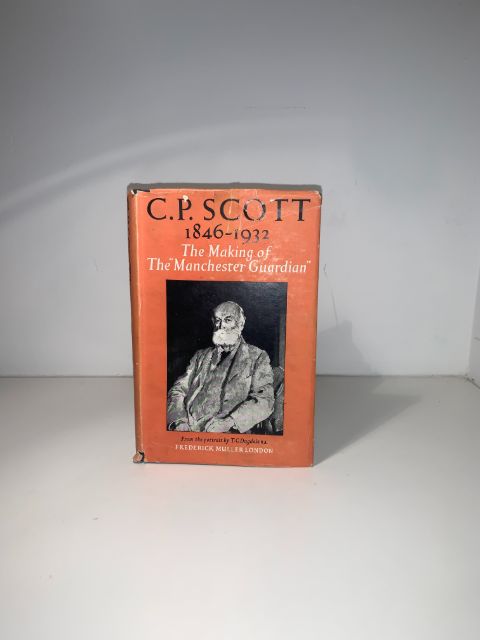 C.P. SCOTT
1846-1932
The Making of
The "Manchester Guardian"
From the portrait by T.C. Dugdale R.A.
FREDERICK MULLER LONDON